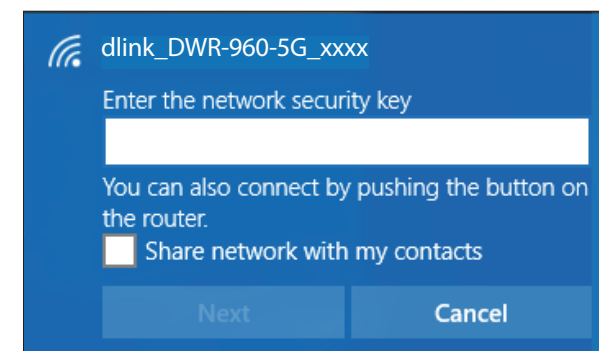 dlink_DWR-960-5G_xxxx
Enter the network security key
You can also connect by pushing the button on
the router.
Share network with my contacts
Next
Cancel